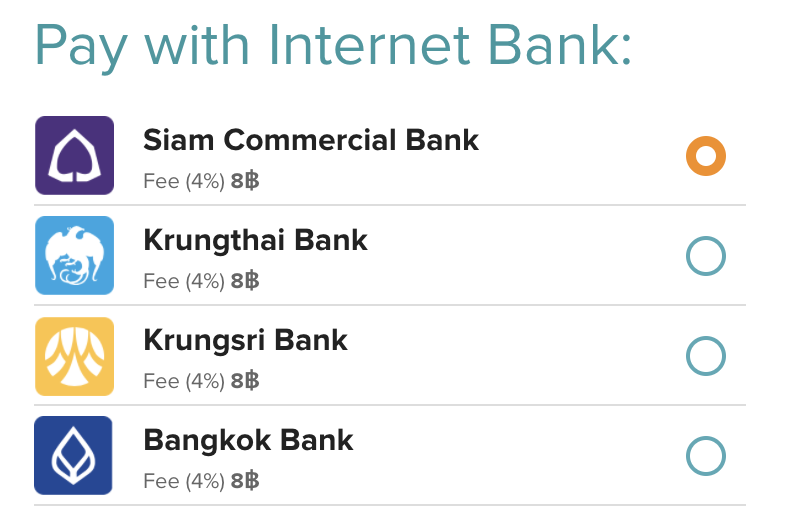 Pay with Internet Bank:
Siam Commercial Bank
Fee (4%) 8฿
Krungthai Bank
Fee (4%) 8฿
Krungsri Bank
Fee (4%) 8฿
Bangkok Bank
Fee (4%) 8฿